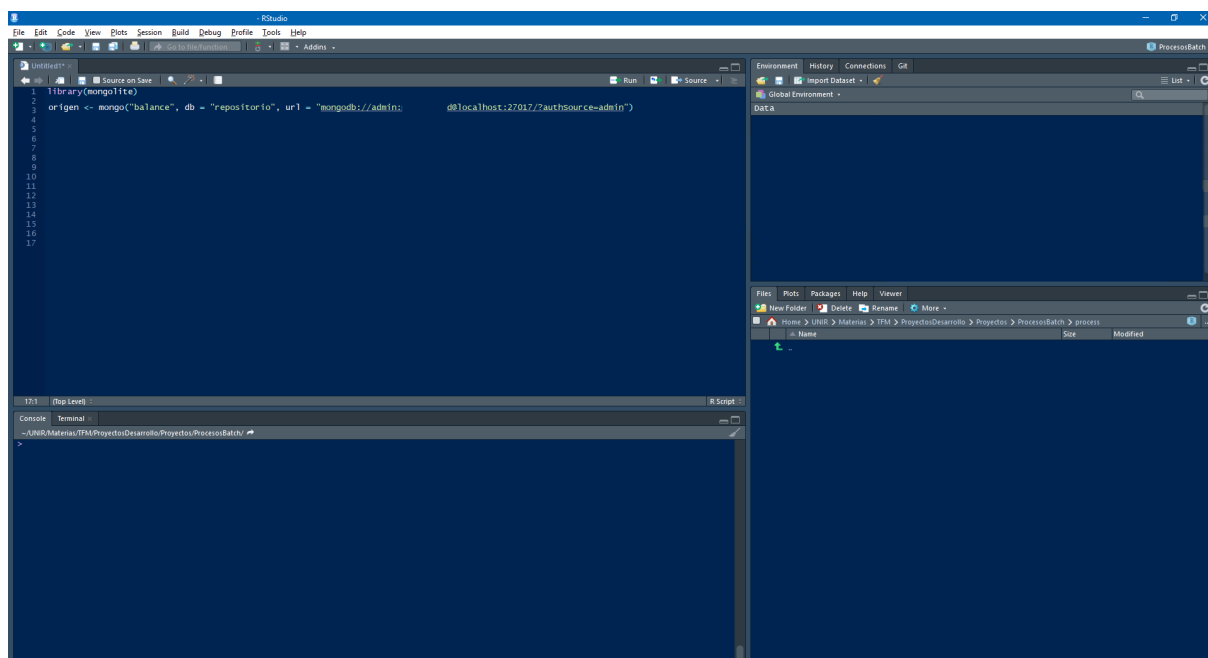 - RStudio
File Edit Code View Plots Session Build Debug Profile Tools Help
Go to file/function Addins
ProcesosBatch
Untitled1*
Source on Save Run Source
1 library(mongolite)
2
3 origen <- mongo("balance", db = "repositorio", url = "mongodb://admin: d@localhost:27017/?authsource=admin")
4
5
6
7
8
9
10
11
12
13
14
15
16
17
17:1 (Top Level) R Script
Console Terminal
~/UNIR/Materias/TFM/ProyectosDesarrollo/Proyectos/ProcesosBatch/
>
Environment History Connections Git
Import Dataset List
Global Environment
Data
Files Plots Packages Help Viewer
New Folder Delete Rename More
Home > UNIR > Materias > TFM > ProyectosDesarrollo > Proyectos > ProcesosBatch > process
Name Size Modified
..